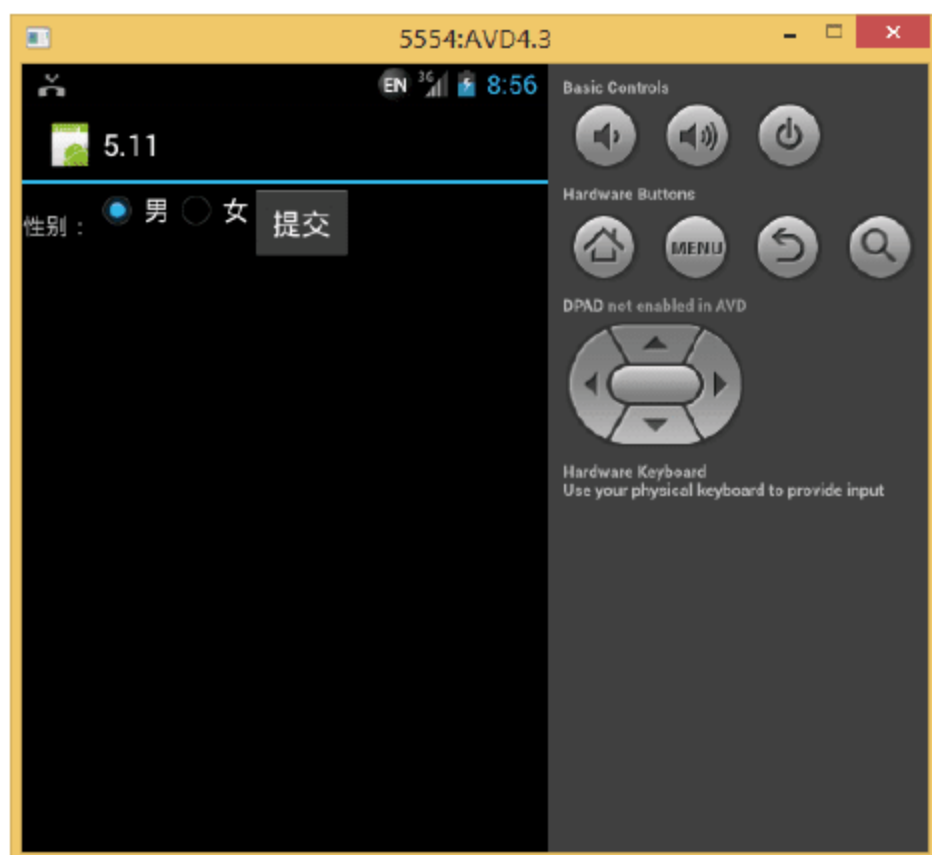 5554:AVD4.3
EN 3G 8:56
5.11
性别： 男 女 提交
Basic Controls
Hardware Buttons
MENU
DPAD not enabled in AVD
Hardware Keyboard
Use your physical keyboard to provide input